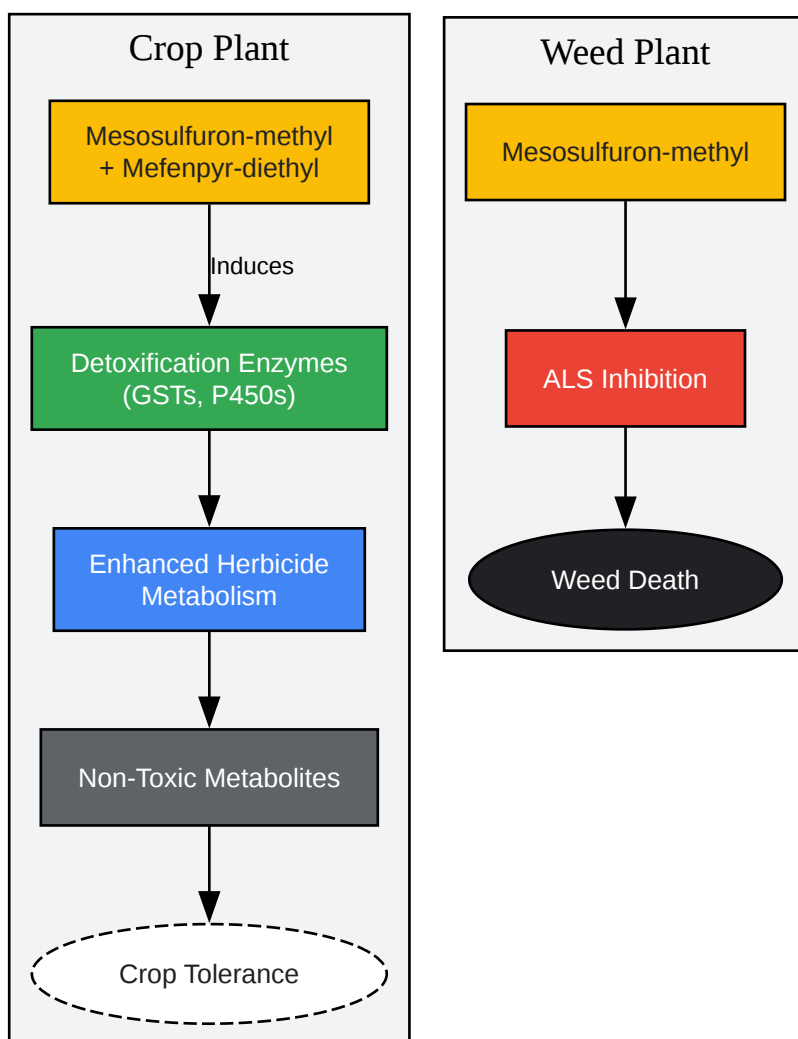 Crop Plant
Mesosulfuron-methyl
+ Mefenpyr-diethyl
Induces
Detoxification Enzymes
(GSTs, P450s)
Enhanced Herbicide
Metabolism
Non-Toxic Metabolites
Crop Tolerance
Weed Plant
Mesosulfuron-methyl
ALS Inhibition
Weed Death